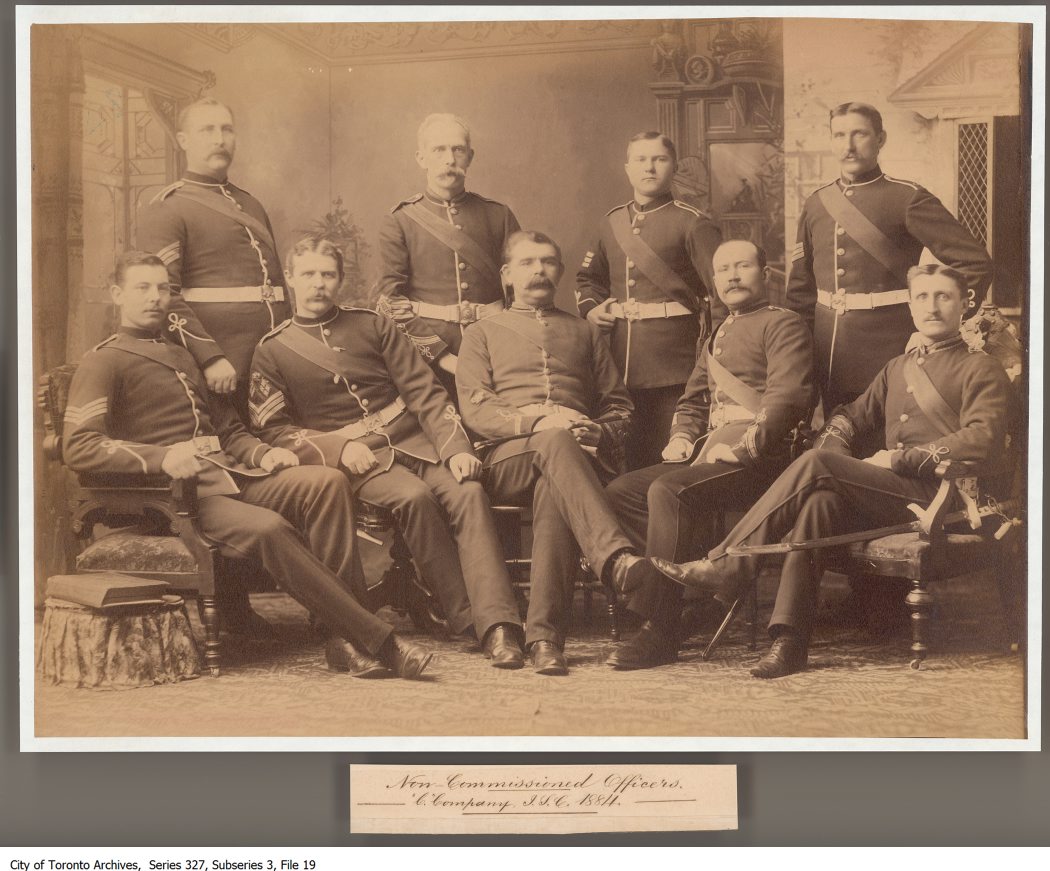 Non-Commissioned Officers.
"C." Company, I.S.C. 1884.
City of Toronto Archives, Series 327, Subseries 3, File 19